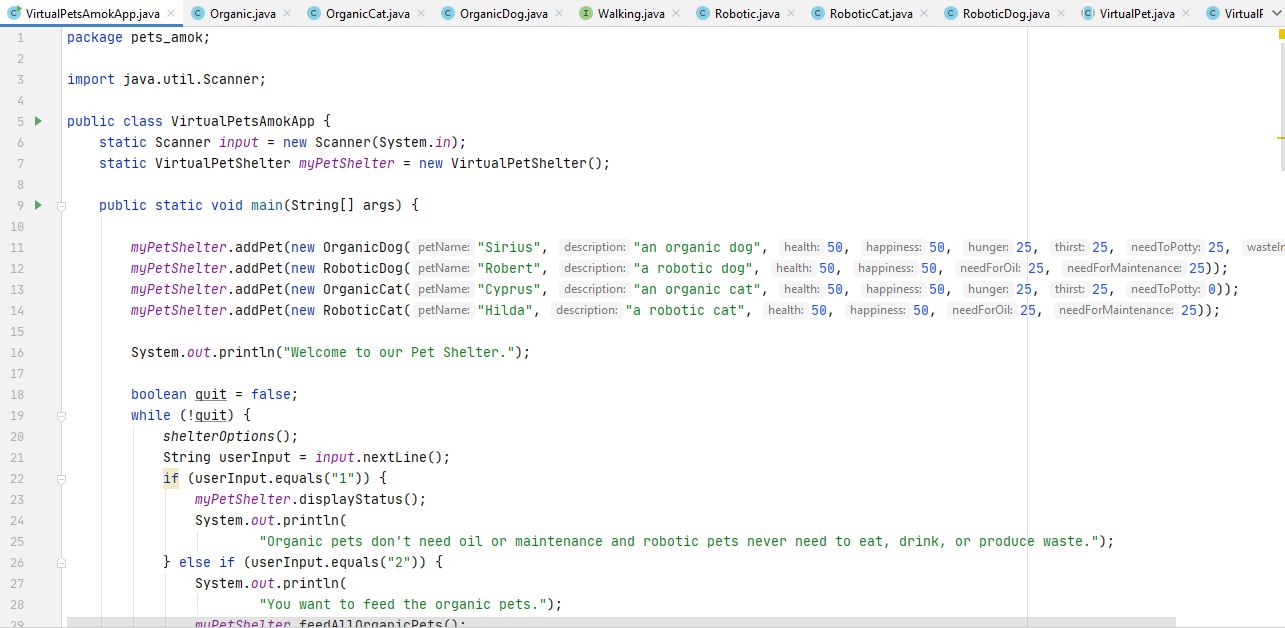 VirtualPetsAmokApp.java Organic.java OrganicCat.java OrganicDog.java Walking.java Robotic.java RoboticCat.java RoboticDog.java VirtualPet.java
1 package pets_amok;
2
3 import java.util.Scanner;
4
5 public class VirtualPetsAmokApp {
6 static Scanner input = new Scanner(System.in);
7 static VirtualPetShelter myPetShelter = new VirtualPetShelter();
8
9 public static void main(String[] args) {
10
11 myPetShelter.addPet(new OrganicDog( petName: "Sirius", description: "an organic dog", health: 50, happiness: 50, hunger: 25, thirst: 25, needToPotty: 25,
12 myPetShelter.addPet(new RoboticDog( petName: "Robert", description: "a robotic dog", health: 50, happiness: 50, needForOil: 25, needForMaintenance: 25));
13 myPetShelter.addPet(new OrganicCat( petName: "Cyprus", description: "an organic cat", health: 50, happiness: 50, hunger: 25, thirst: 25, needToPotty: 0));
14 myPetShelter.addPet(new RoboticCat( petName: "Hilda", description: "a robotic cat", health: 50, happiness: 50, needForOil: 25, needForMaintenance: 25));
15
16 System.out.println("Welcome to our Pet Shelter.");
17
18 boolean quit = false;
19 while (!quit) {
20 shelterOptions();
21 String userInput = input.nextLine();
22 if (userInput.equals("1")) {
23 myPetShelter.displayStatus();
24 System.out.println(
25 "Organic pets don't need oil or maintenance and robotic pets never need to eat, drink, or produce waste.");
26 } else if (userInput.equals("2")) {
27 System.out.println(
28 "You want to feed the organic pets.");
29 myPetShelter.feedAllOrganicPets();